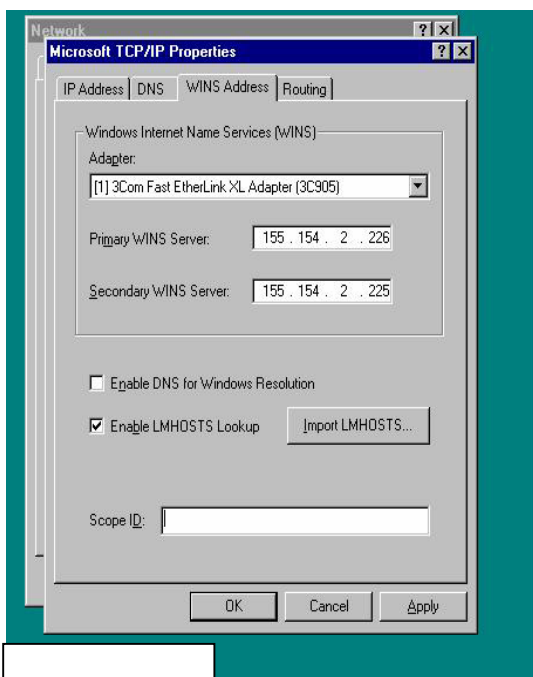 Network
Microsoft TCP/IP Properties
IP Address DNS WINS Address Routing
Windows Internet Name Services (WINS)
Adapter:
[1] 3Com Fast EtherLink XL Adapter (3C905)
Primary WINS Server: 155 . 154 . 2 . 226
Secondary WINS Server: 155 . 154 . 2 . 225
Enable DNS for Windows Resolution
Enable LMHOSTS Lookup Import LMHOSTS...
Scope ID:
OK Cancel Apply